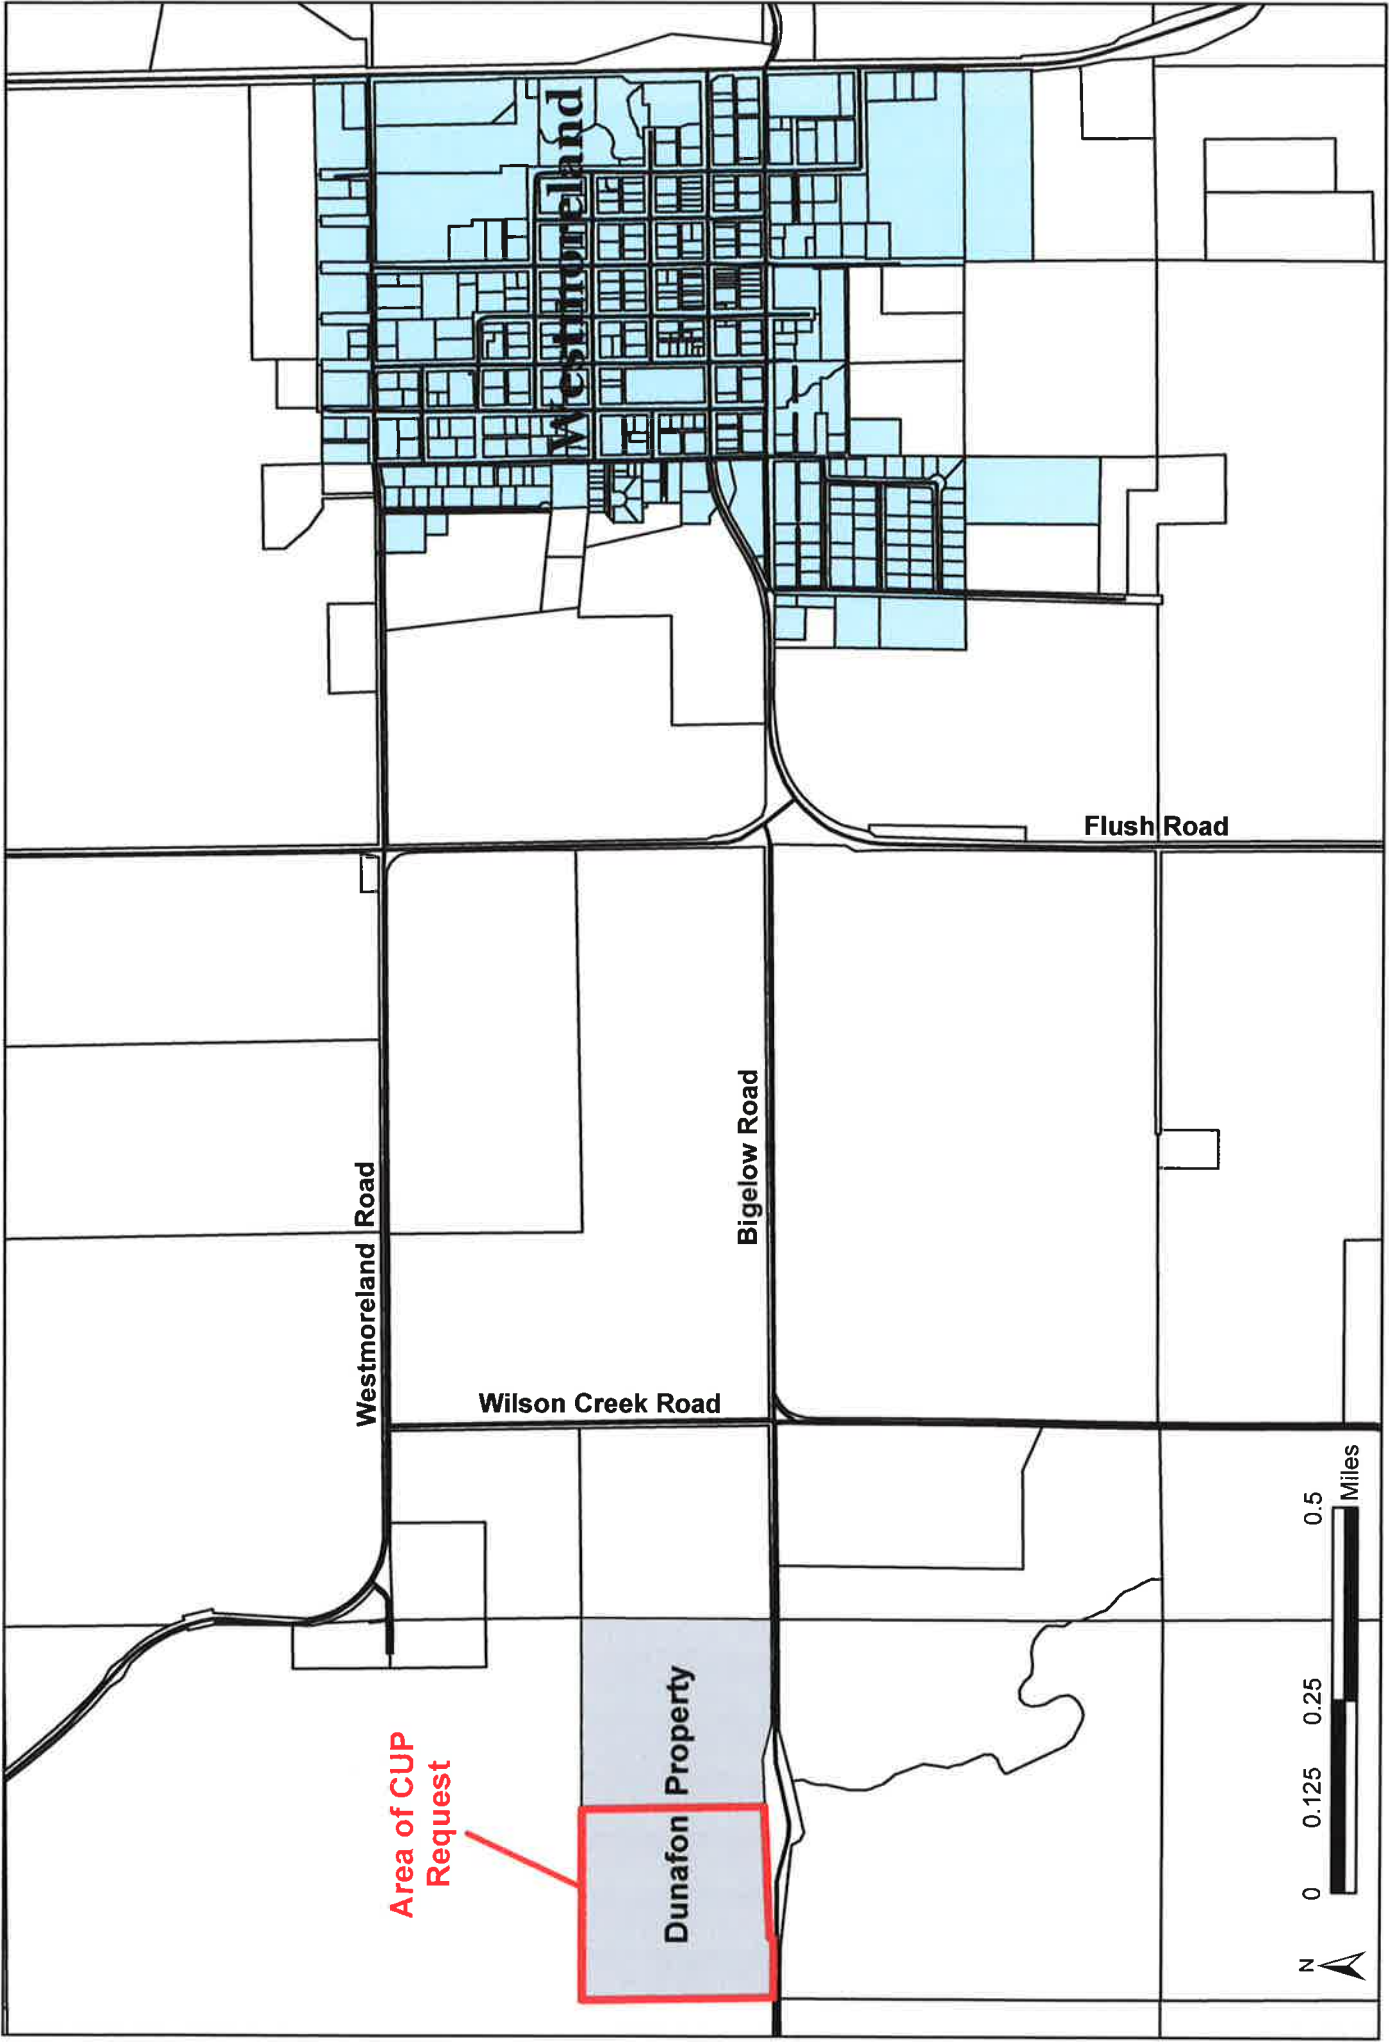 Westmoreland
Flush Road
Westmoreland Road
Bigelow Road
Wilson Creek Road
Area of CUP
Request
Dunafon Property
N
0 0.125 0.25 0.5
Miles